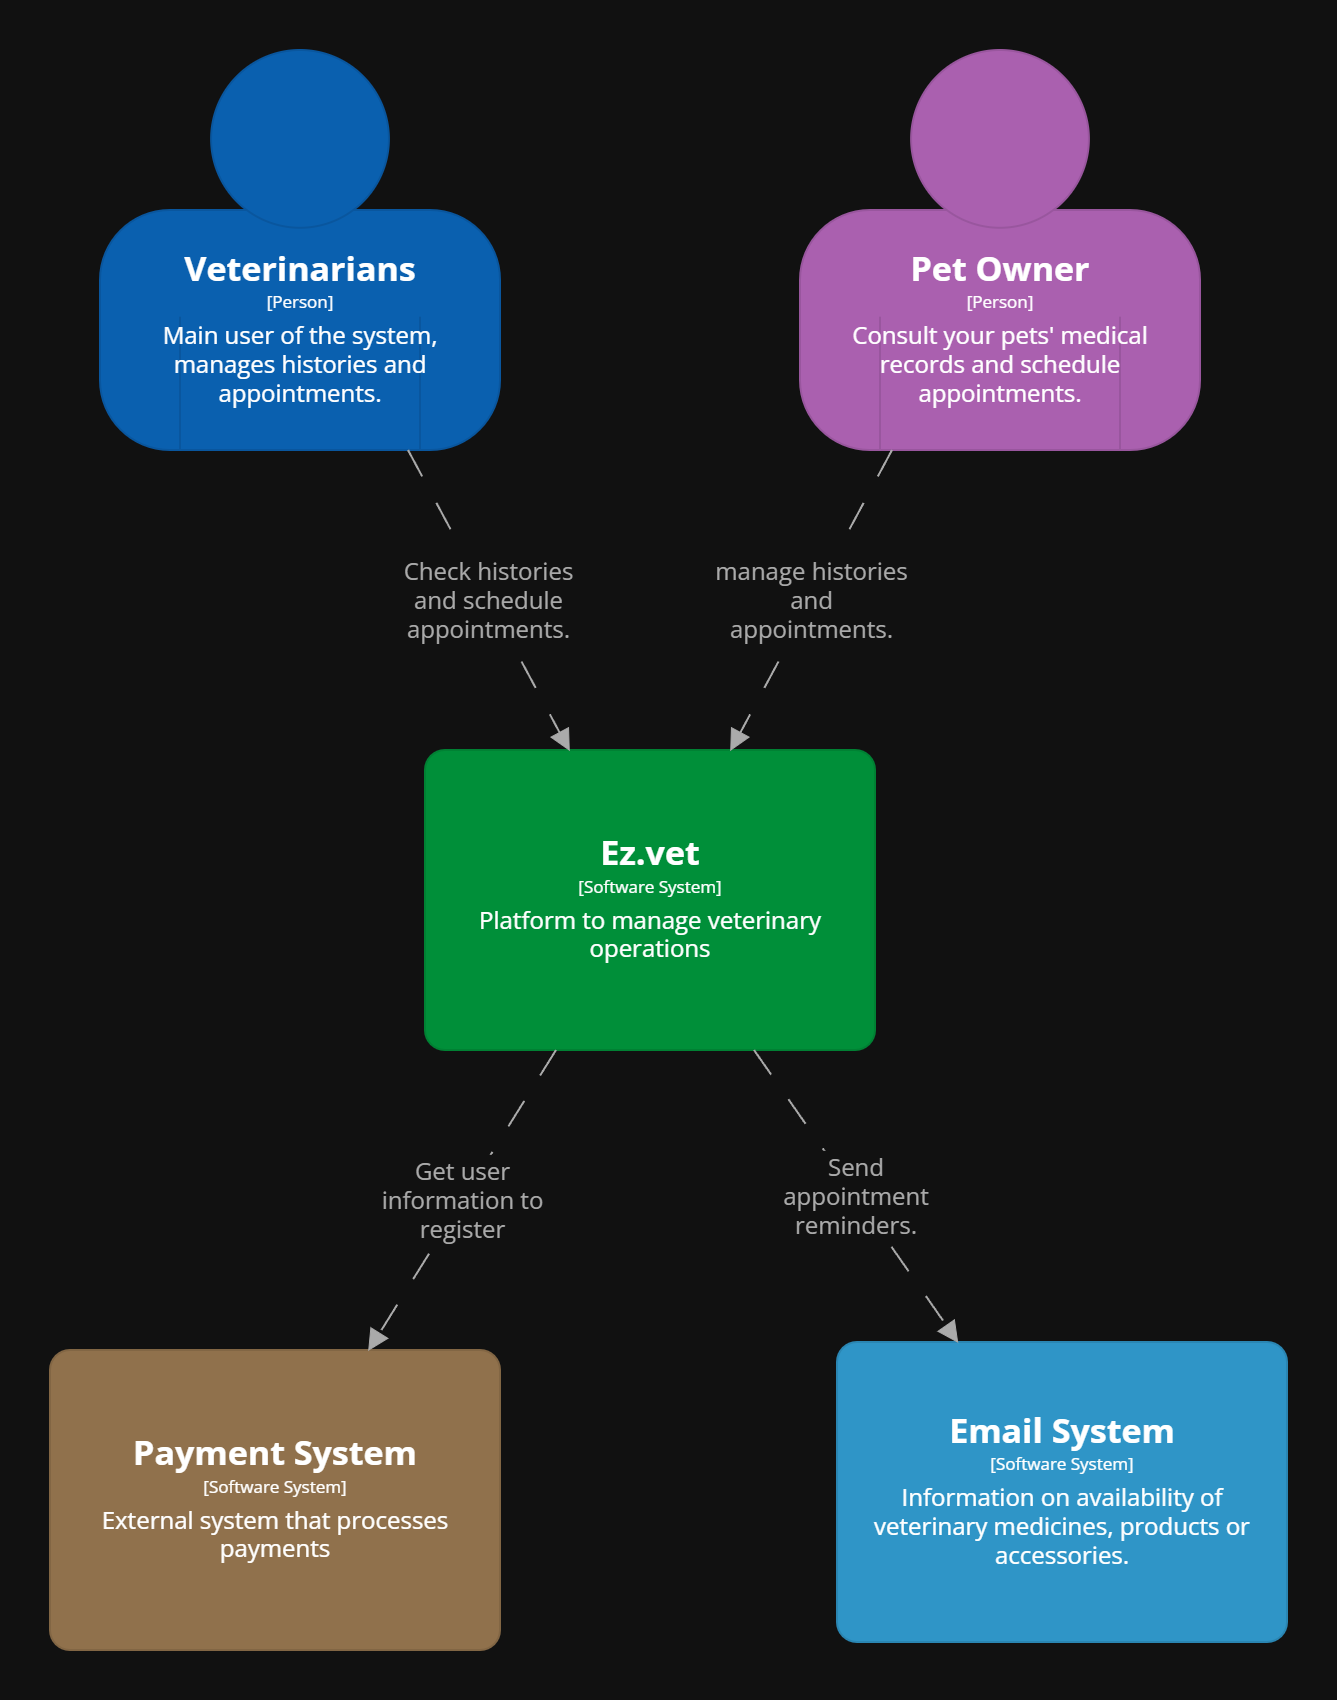 Veterinarians
[Person]
Main user of the system,
manages histories and
appointments.
Pet Owner
[Person]
Consult your pets' medical
records and schedule
appointments.
Check histories
and schedule
appointments.
manage histories
and
appointments.
Ez.vet
[Software System]
Platform to manage veterinary
operations
Get user
information to
register
Send
appointment
reminders.
Payment System
[Software System]
External system that processes
payments
Email System
[Software System]
Information on availability of
veterinary medicines, products or
accessories.